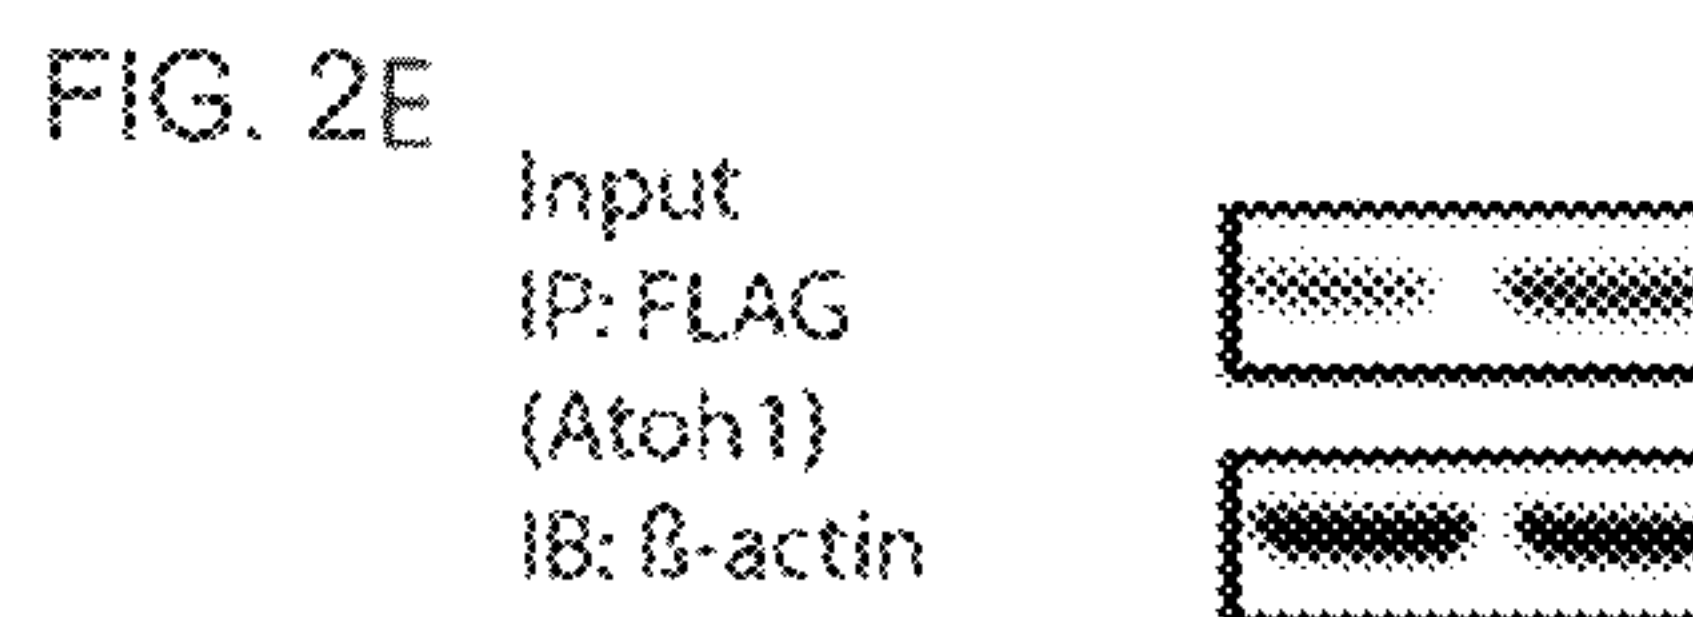 FIG. 2E
Input
IP: FLAG
(Atoh1)
IB: ß-actin